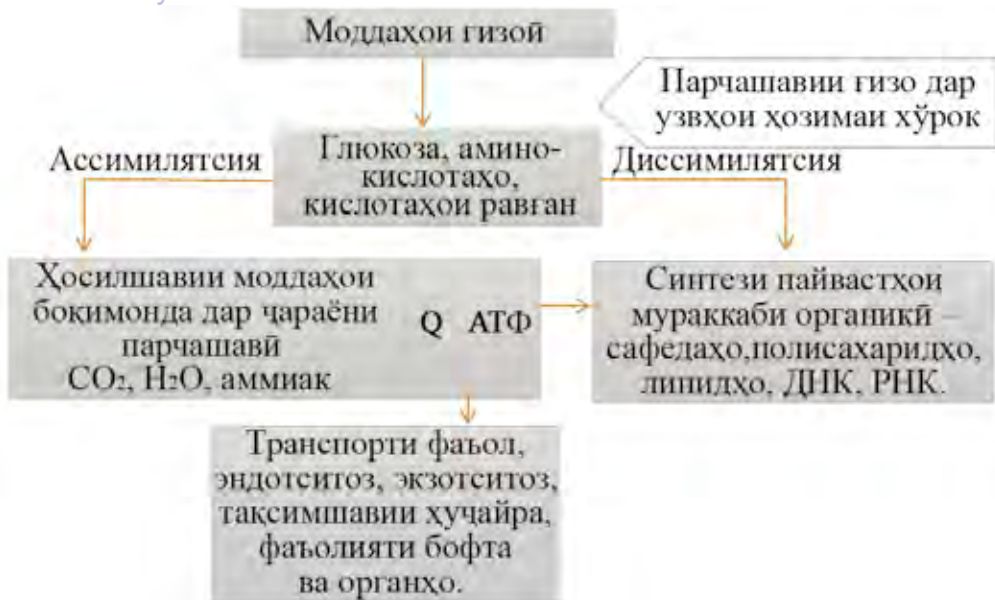 Моддаҳои гизоӣ
Парчашавии ғизо дар
узвҳои ҳозимаи хӯрок
Ассимилятсия
Глюкоза, амино-
кислотаҳо,
кислотаҳои равған
Диссимилятсия
Ҳосилшавии моддаҳои
боқимонда дар ҷараёни
парчашавӣ
CO₂, H₂O, аммиак
Q АТФ
Синтези пайвастҳои
мураккаби органикӣ –
сафедаҳо,полисахаридҳо,
липидҳо, ДНК, РНК.
Транспорти фаъол,
эндотситоз, экзотситоз,
тақсимшавии ҳуҷайра,
фаъолияти бофта
ва органҳо.